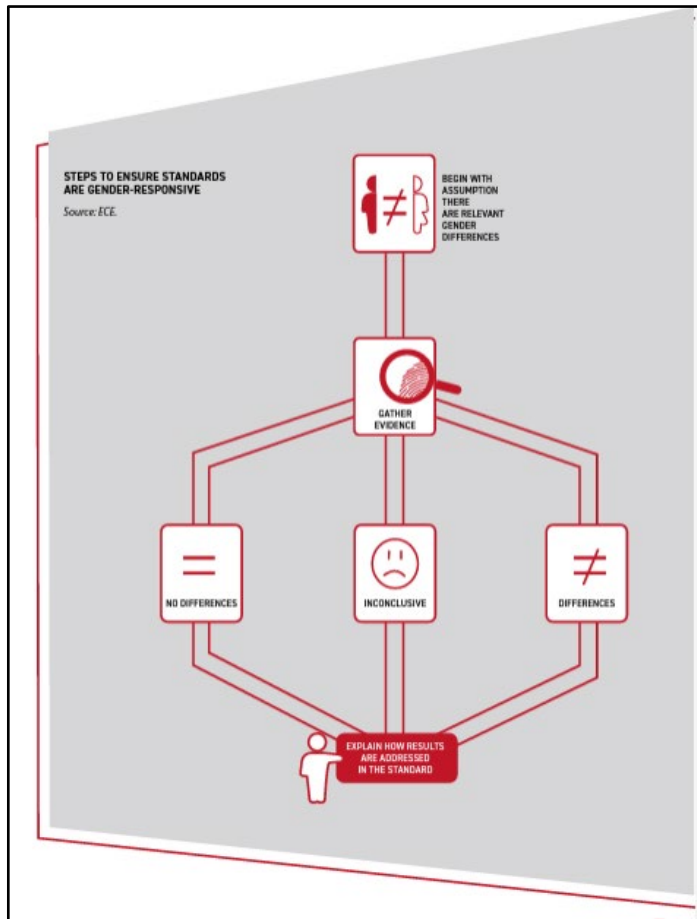 STEPS TO ENSURE STANDARDS
ARE GENDER-RESPONSIVE
Source: ECE.
BEGIN WITH
ASSUMPTION
THERE
ARE RELEVANT
GENDER
DIFFERENCES
GATHER
EVIDENCE
NO DIFFERENCES
INCONCLUSIVE
DIFFERENCES
EXPLAIN HOW RESULTS
ARE ADDRESSED
IN THE STANDARD